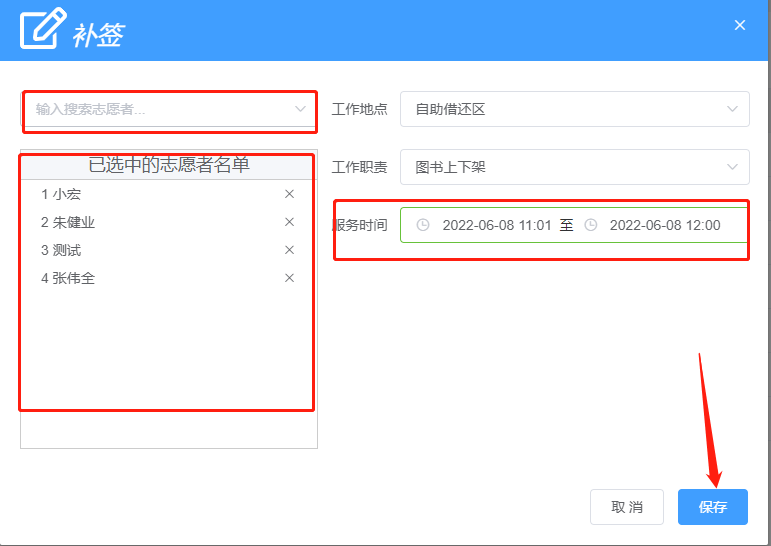 补签
输入搜索志愿者...
工作地点
自助借还区
已选中的志愿者名单
工作职责
图书上下架
1 小宏
2 朱健业
3 测试
4 张伟全
服务时间
2022-06-08 11:01 至 2022-06-08 12:00
取 消
保存